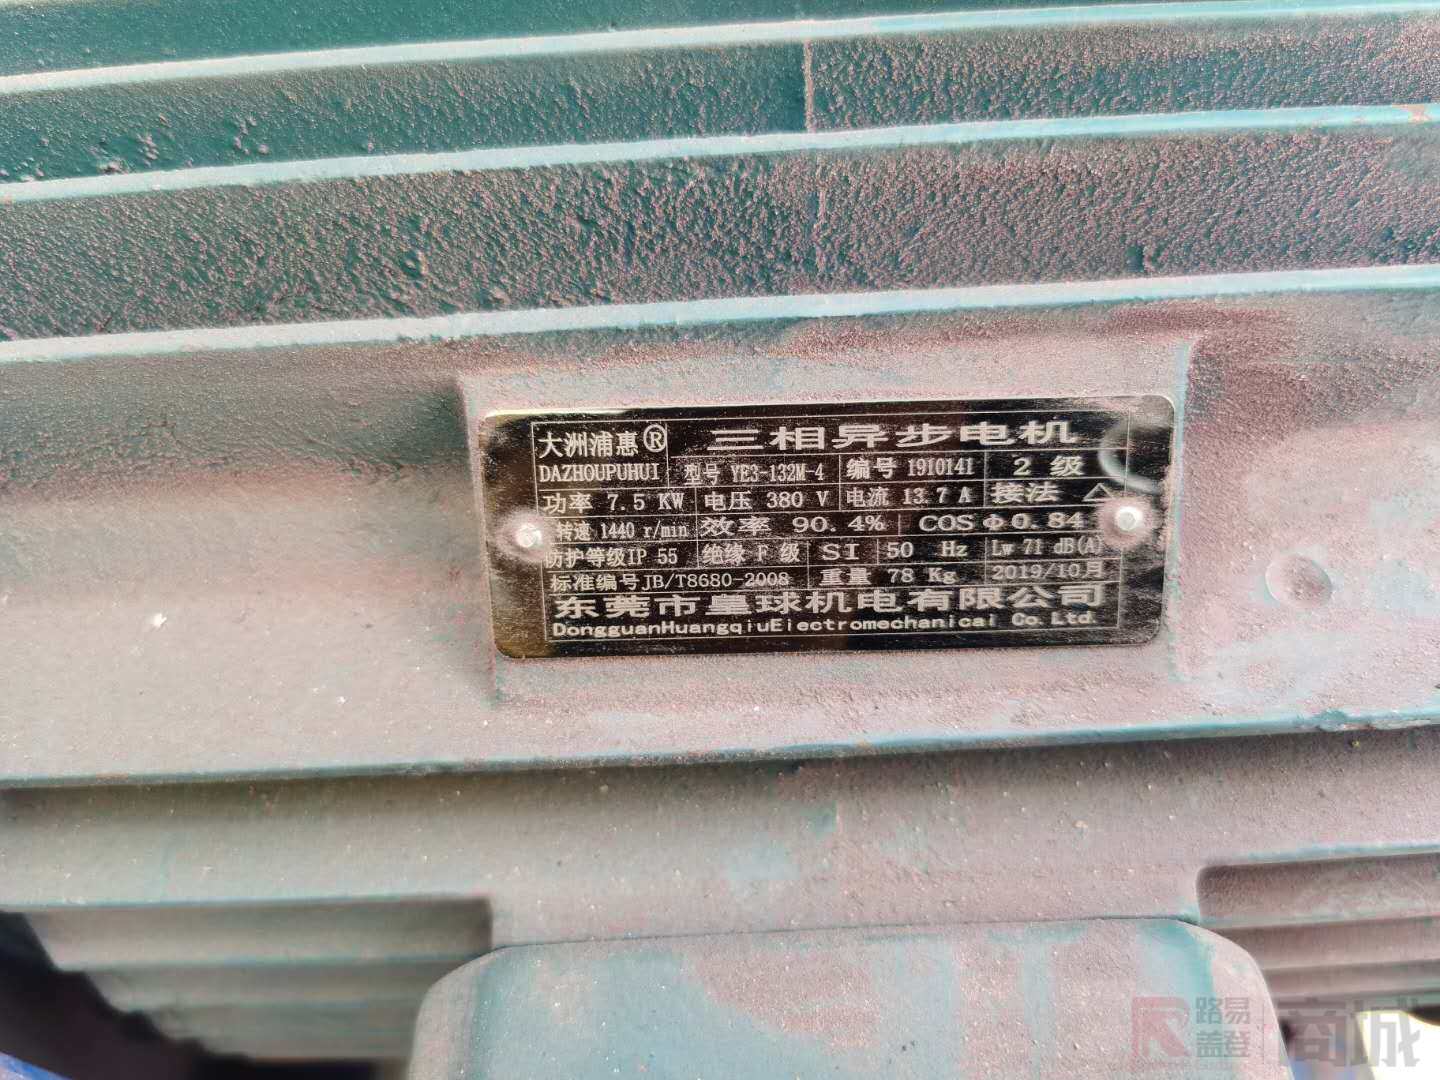 大洲浦惠® 三相异步电机
DAZHOUPUHUI 型号 YE3-132M-4 编号 1910141 2 级
功率 7.5 KW 电压 380 V 电流 13.7 A 接法 △
转速 1440 r/min 效率 90.4% COSΦ0.84
防护等级IP 55 绝缘 F 级 SI 50 Hz Lw 71 dB(A)
标准编号JB/T8680-2008 重量 78 Kg 2019/10月
东莞市皇球机电有限公司
DongguanHuangqiuElectromechanical Co.Ltd.
路易盖登 商城